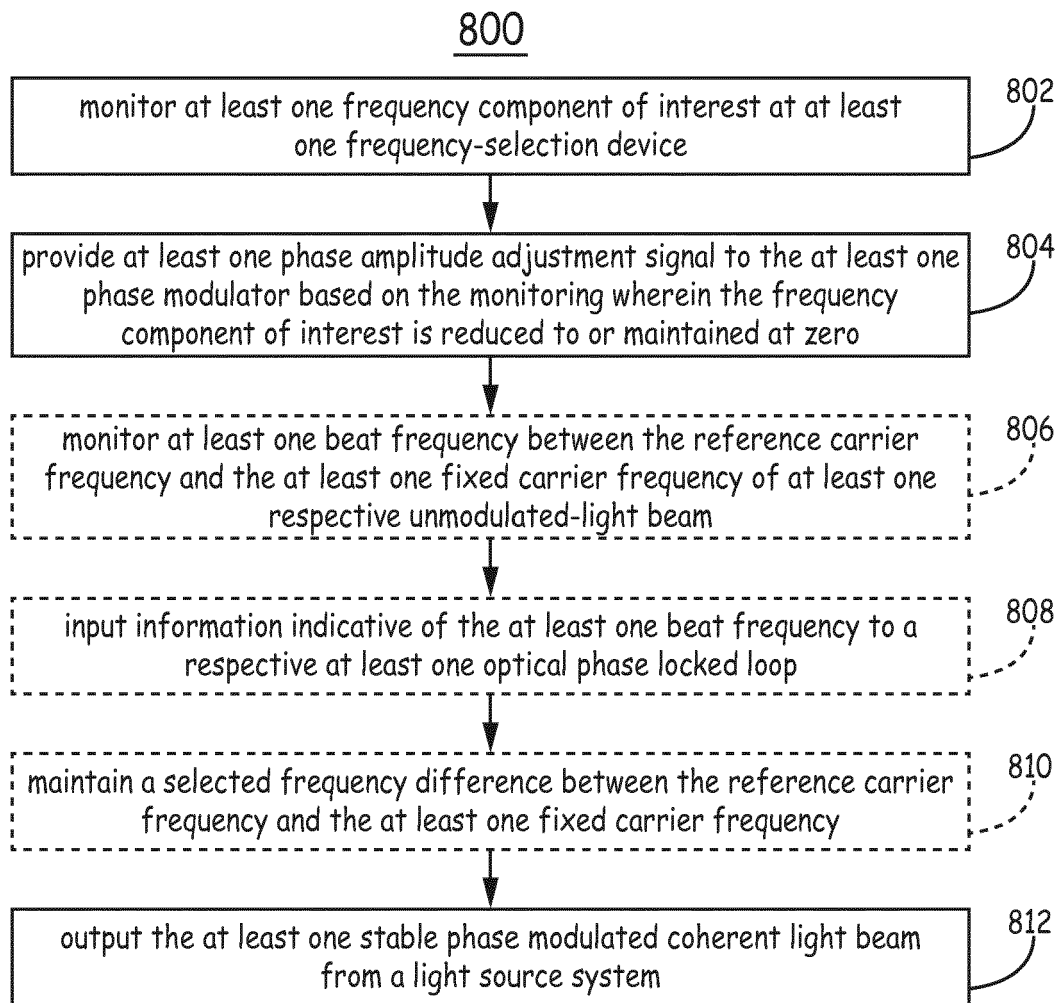 800
monitor at least one frequency component of interest at at least
one frequency-selection device
802
provide at least one phase amplitude adjustment signal to the at least one
phase modulator based on the monitoring wherein the frequency
component of interest is reduced to or maintained at zero
804
monitor at least one beat frequency between the reference carrier
frequency and the at least one fixed carrier frequency of at least one
respective unmodulated-light beam
806
input information indicative of the at least one beat frequency to a
respective at least one optical phase locked loop
808
maintain a selected frequency difference between the reference carrier
frequency and the at least one fixed carrier frequency
810
output the at least one stable phase modulated coherent light beam
from a light source system
812